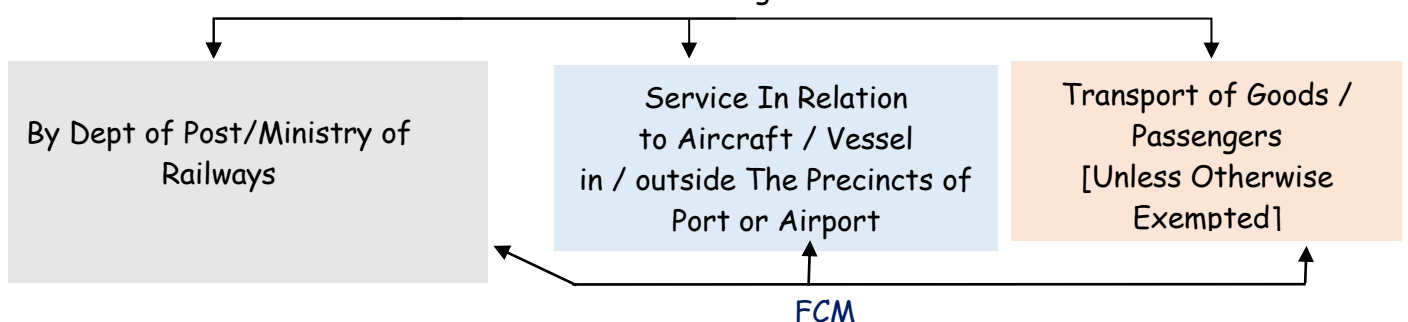 By Dept of Post/Ministry of
Railways
Service In Relation
to Aircraft / Vessel
in / outside The Precincts of
Port or Airport
Transport of Goods /
Passengers
[Unless Otherwise
Exempted]
FCM